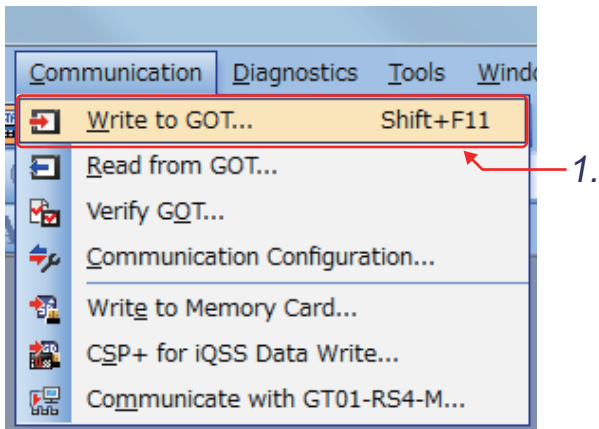 Communication Diagnostics Tools
Write to GOT... Shift+F11
1.
Read from GOT...
Verify GOT...
Communication Configuration...
Write to Memory Card...
CSP+ for iQSS Data Write...
Communicate with GT01-RS4-M...